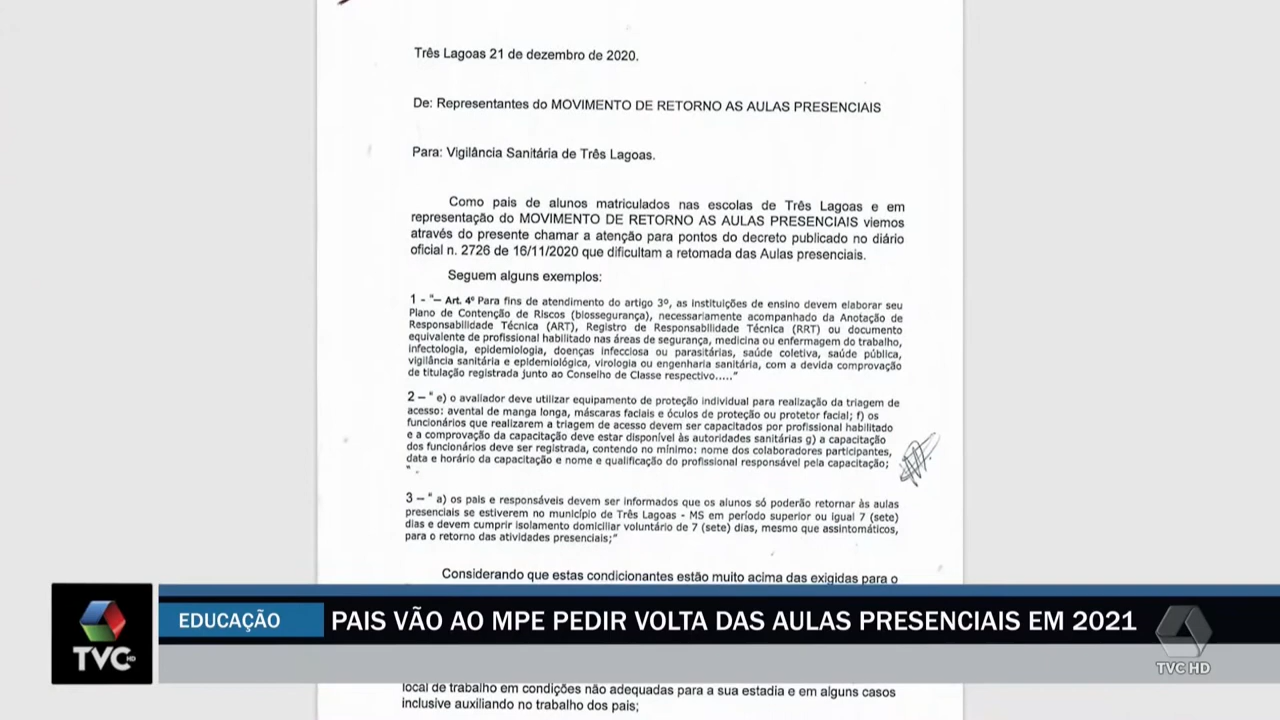 Três Lagoas 21 de dezembro de 2020.
De: Representantes do MOVIMENTO DE RETORNO AS AULAS PRESENCIAIS
Para: Vigilância Sanitária de Três Lagoas.
Como pais de alunos matriculados nas escolas de Três Lagoas e em
representação do MOVIMENTO DE RETORNO AS AULAS PRESENCIAIS viemos
através do presente chamar a atenção para pontos do decreto publicado no diário
oficial n. 2726 de 16/11/2020 que dificultam a retomada das Aulas presenciais.
Seguem alguns exemplos:
1 - "– Art. 4º Para fins de atendimento do artigo 3º, as instituições de ensino devem elaborar seu
Plano de Contenção de Riscos (biossegurança), necessariamente acompanhado da Anotação de
Responsabilidade Técnica (ART), Registro de Responsabilidade Técnica (RRT) ou documento
equivalente de profissional habilitado nas áreas de segurança, medicina ou enfermagem do trabalho,
infectologia, epidemiologia, doenças infecciosa ou parasitárias, saúde coletiva, saúde pública,
vigilância sanitária e epidemiológica, virologia ou engenharia sanitária, com a devida comprovação
de titulação registrada junto ao Conselho de Classe respectivo....."
2 – " e) o avaliador deve utilizar equipamento de proteção individual para realização da triagem de
acesso: avental de manga longa, máscaras faciais e óculos de proteção ou protetor facial; f) os
funcionários que realizarem a triagem de acesso devem ser capacitados por profissional habilitado
e a comprovação da capacitação deve estar disponível às autoridades sanitárias g) a capacitação
dos funcionários deve ser registrada, contendo no mínimo: nome dos colaboradores participantes,
data e horário da capacitação e nome e qualificação do profissional responsável pela capacitação;
" -
3 – " a) os pais e responsáveis devem ser informados que os alunos só poderão retornar às aulas
presenciais se estiverem no município de Três Lagoas - MS em período superior ou igual 7 (sete)
dias e devem cumprir isolamento domiciliar voluntário de 7 (sete) dias, mesmo que assintomáticos,
para o retorno das atividades presenciais;"
Considerando que estas condicionantes estão muito acima das exigidas para o
EDUCAÇÃO
PAIS VÃO AO MPE PEDIR VOLTA DAS AULAS PRESENCIAIS EM 2021
TVC HD
TVC HD
local de trabalho em condições não adequadas para a sua estadia e em alguns casos
inclusive auxiliando no trabalho dos pais;